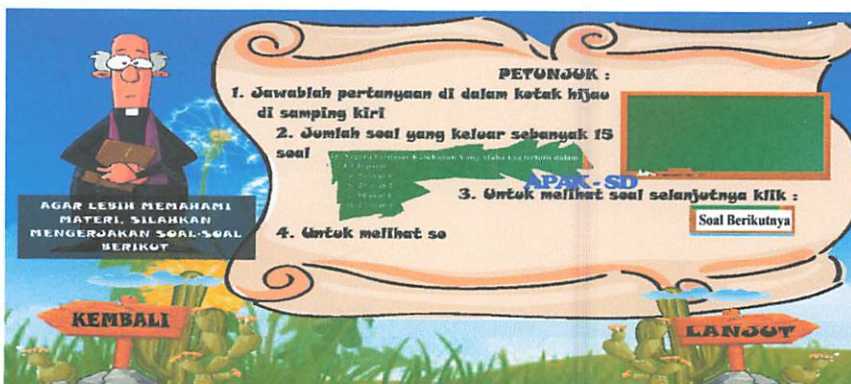 PETUNJUK :
1. Jawablah pertanyaan di dalam kotak hijau
di samping kiri
2. Jumlah soal yang keluar sebanyak 15
soal
APAK - SD
3. Untuk melihat soal selanjutnya klik :
Soal Berikutnya
4. Untuk melihat so
AGAR LEBIH MEMAHAMI
MATERI, SILAHKAN
MENGERJAKAN SOAL-SOAL
BERIKUT
KEMBALI
LANJUT